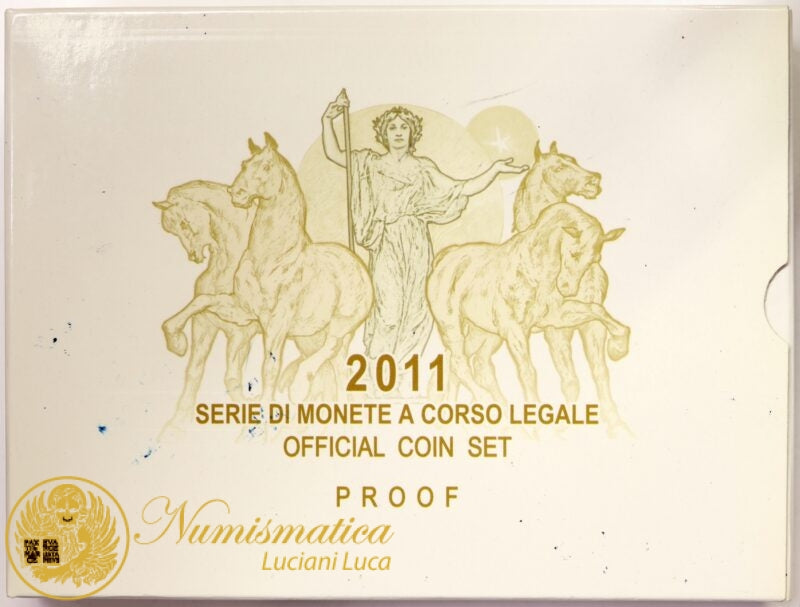 2011
SERIE DI MONETE A CORSO LEGALE
OFFICIAL COIN SET
PROOF
Numismatica
Luciani Luca